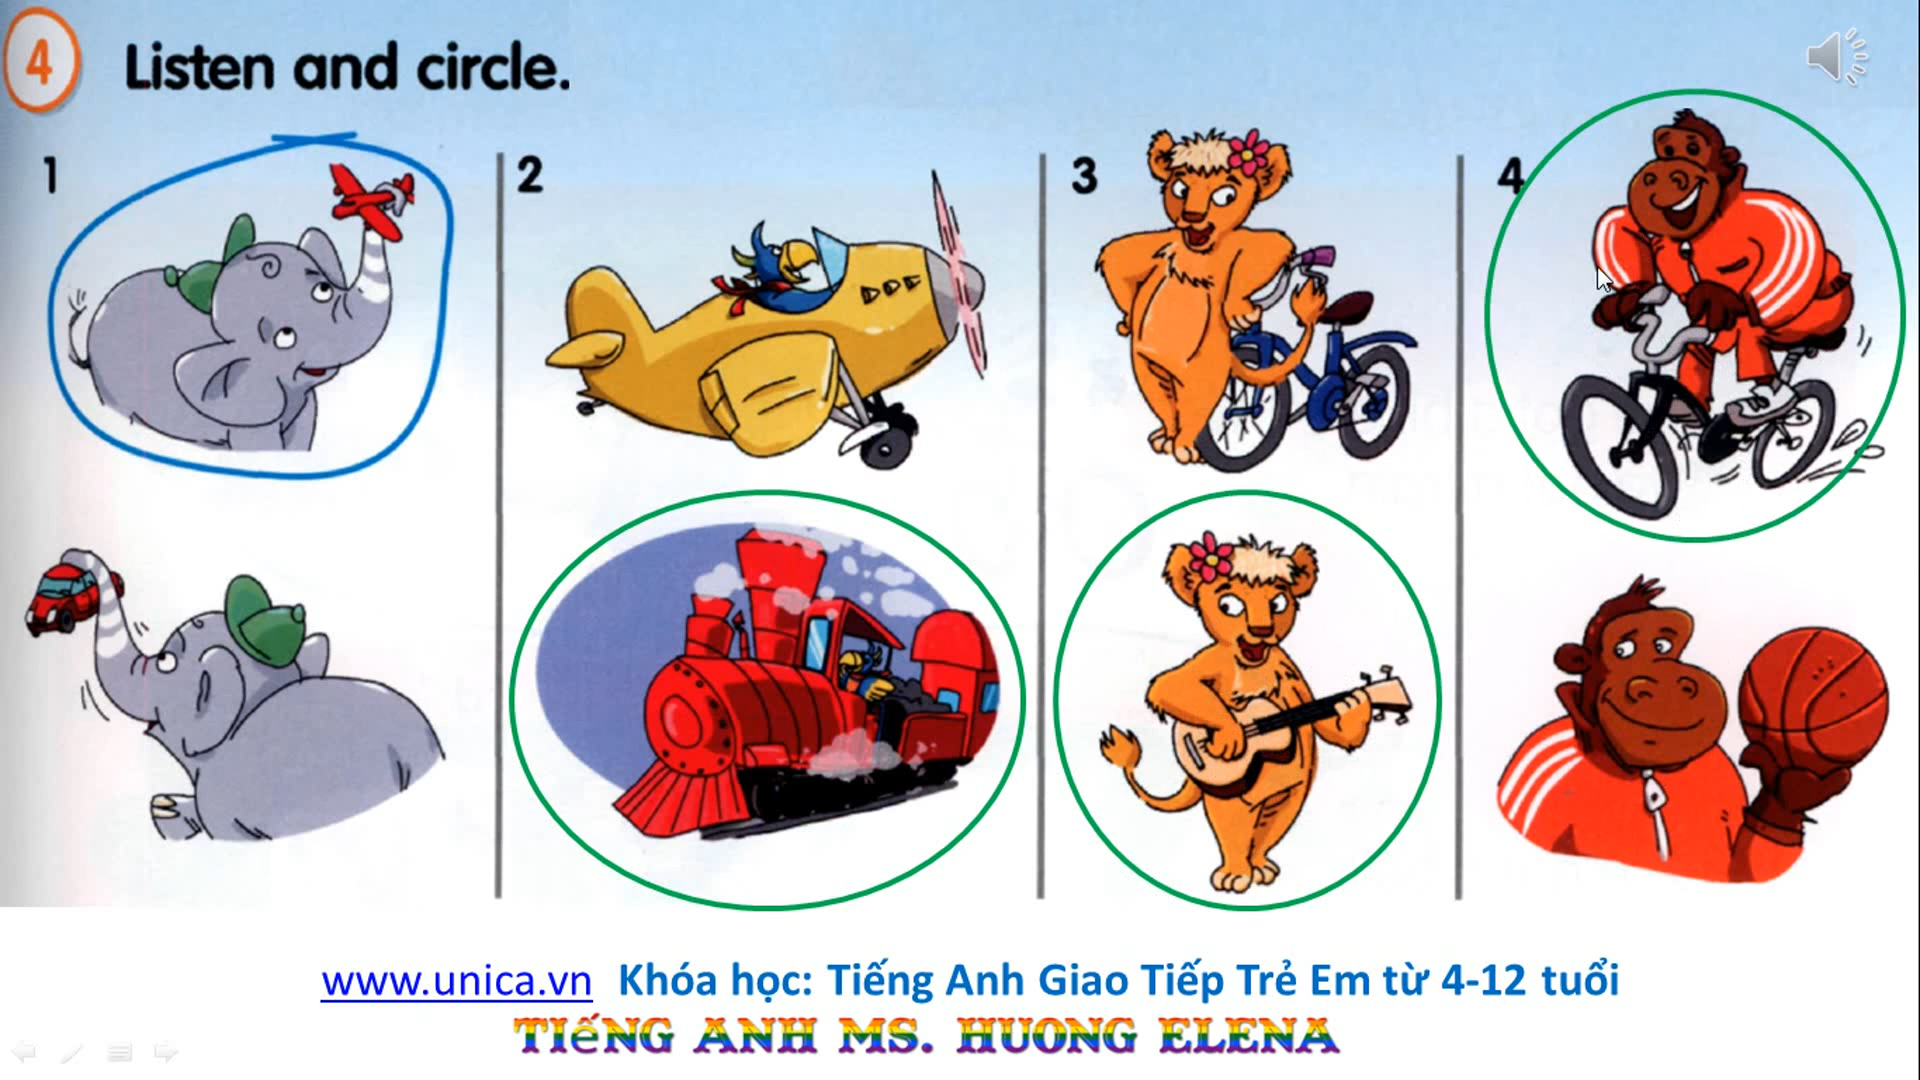 4 Listen and circle.
1 2 3 4
www.unica.vn Khóa học: Tiếng Anh Giao Tiếp Trẻ Em từ 4-12 tuổi
TIếNG ANH MS. HUONG ELENA